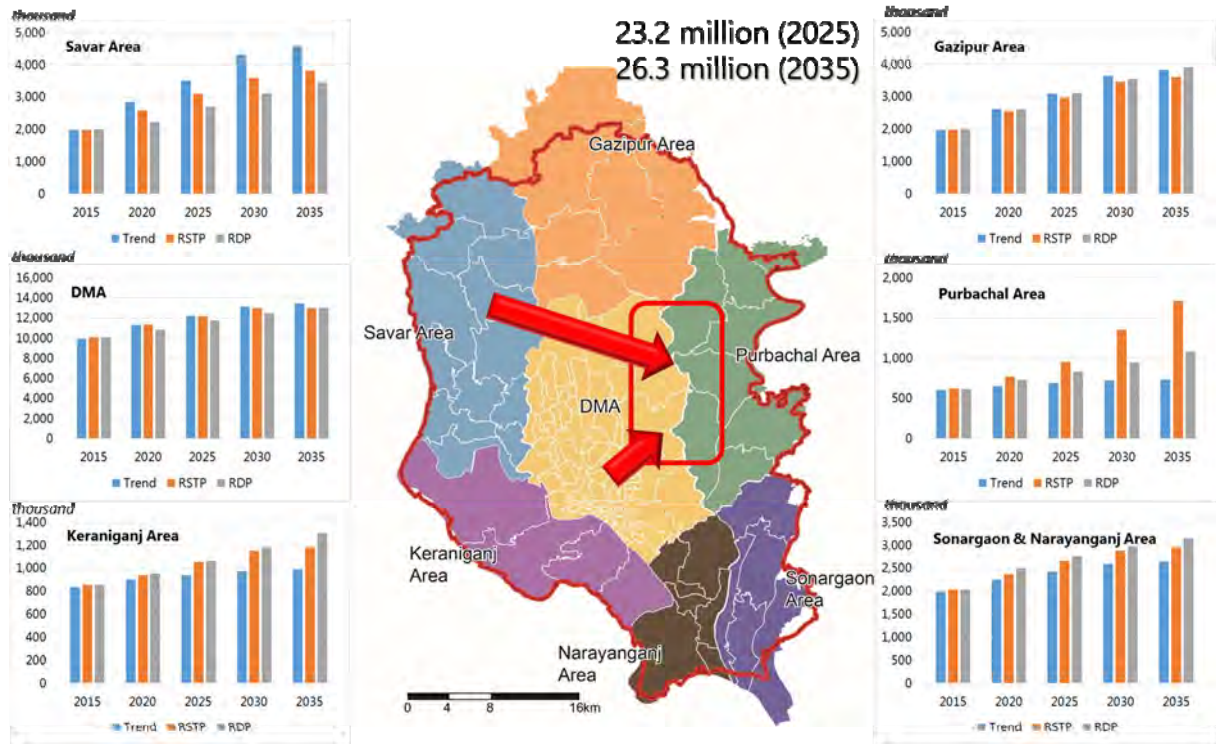 thousand
Savar Area
5,000
4,000
3,000
2,000
1,000
0
2015 2020 2025 2030 2035
Trend RSTP RDP
thousand
DMA
16,000
14,000
12,000
10,000
8,000
6,000
4,000
2,000
0
2015 2020 2025 2030 2035
Trend RSTP RDP
thousand
Keraniganj Area
1,400
1,200
1,000
800
600
400
200
0
2015 2020 2025 2030 2035
Trend RSTP RDP
23.2 million (2025)
26.3 million (2035)
Gazipur Area
Savar Area
Purbachal Area
DMA
Keraniganj
Area
Sonargaon
Area
Narayanganj
Area
0 4 8 16km
thousand
Gazipur Area
5,000
4,000
3,000
2,000
1,000
0
2015 2020 2025 2030 2035
Trend RSTP RDP
thousand
Purbachal Area
2,000
1,500
1,000
500
0
2015 2020 2025 2030 2035
Trend RSTP RDP
thousand
Sonargaon & Narayanganj Area
3,500
3,000
2,500
2,000
1,500
1,000
500
0
2015 2020 2025 2030 2035
Trend RSTP RDP